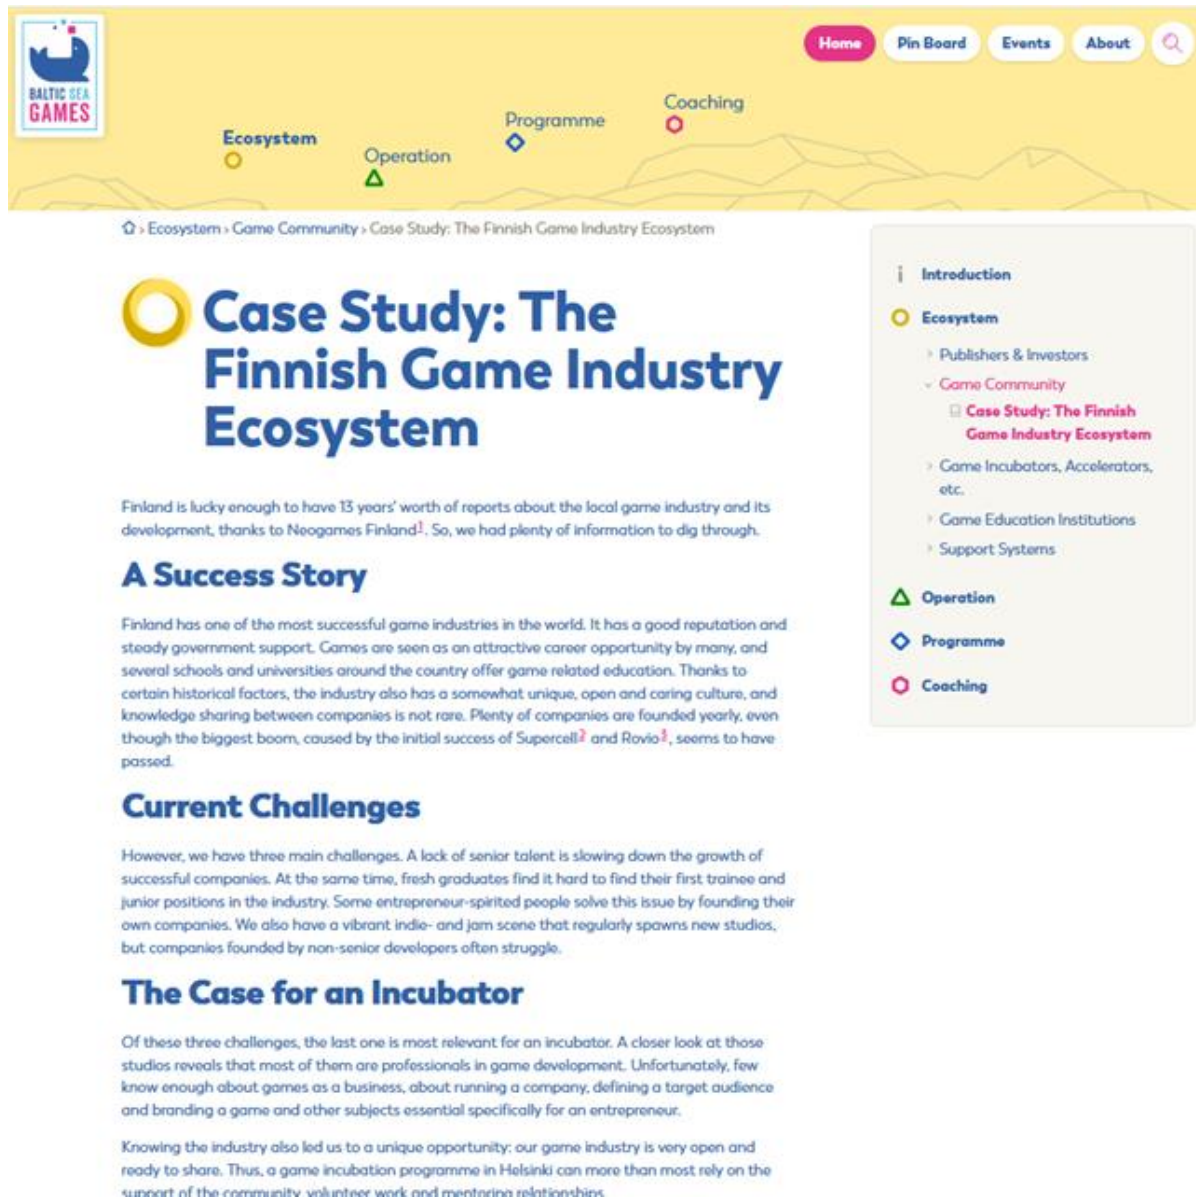 BALTIC SEA
GAMES
Home
Pin Board
Events
About
Ecosystem
Operation
Programme
Coaching
› Ecosystem › Game Community › Case Study: The Finnish Game Industry Ecosystem
Case Study: The
Finnish Game Industry
Ecosystem
Finland is lucky enough to have 13 years' worth of reports about the local game industry and its
development, thanks to Neogames Finland1. So, we had plenty of information to dig through.
A Success Story
Finland has one of the most successful game industries in the world. It has a good reputation and
steady government support. Games are seen as an attractive career opportunity by many, and
several schools and universities around the country offer game related education. Thanks to
certain historical factors, the industry also has a somewhat unique, open and caring culture, and
knowledge sharing between companies is not rare. Plenty of companies are founded yearly, even
though the biggest boom, caused by the initial success of Supercell2 and Rovio3, seems to have
passed.
Current Challenges
However, we have three main challenges. A lack of senior talent is slowing down the growth of
successful companies. At the same time, fresh graduates find it hard to find their first trainee and
junior positions in the industry. Some entrepreneur-spirited people solve this issue by founding their
own companies. We also have a vibrant indie- and jam scene that regularly spawns new studios,
but companies founded by non-senior developers often struggle.
The Case for an Incubator
Of these three challenges, the last one is most relevant for an incubator. A closer look at those
studios reveals that most of them are professionals in game development. Unfortunately, few
know enough about games as a business, about running a company, defining a target audience
and branding a game and other subjects essential specifically for an entrepreneur.
Knowing the industry also led us to a unique opportunity: our game industry is very open and
ready to share. Thus, a game incubation programme in Helsinki can more than most rely on the
support of the community, volunteer work and mentoring relationships.
i Introduction
Ecosystem
› Publishers & Investors
Game Community
Case Study: The Finnish
Game Industry Ecosystem
› Game Incubators, Accelerators,
etc.
› Game Education Institutions
› Support Systems
Operation
Programme
Coaching